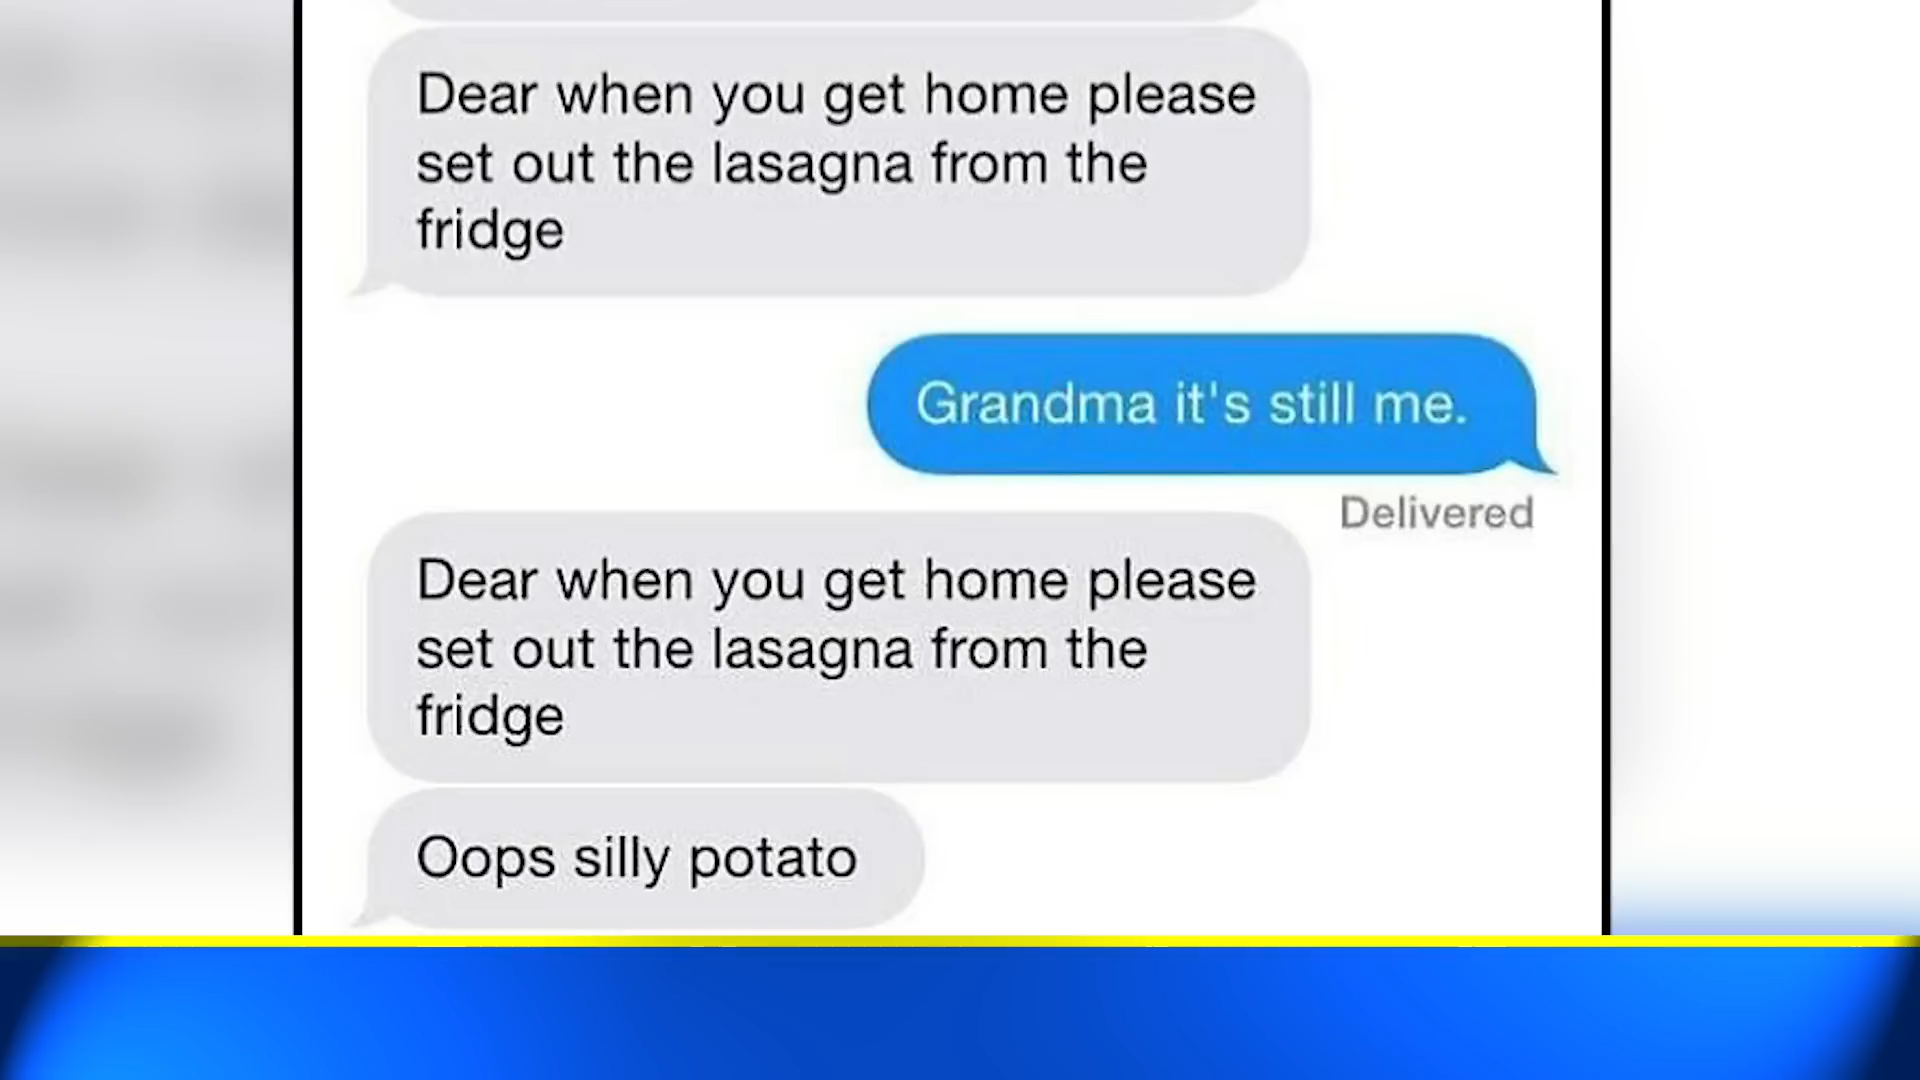 Dear when you get home please
set out the lasagna from the
fridge
Grandma it's still me.
Delivered
Dear when you get home please
set out the lasagna from the
fridge
Oops silly potato